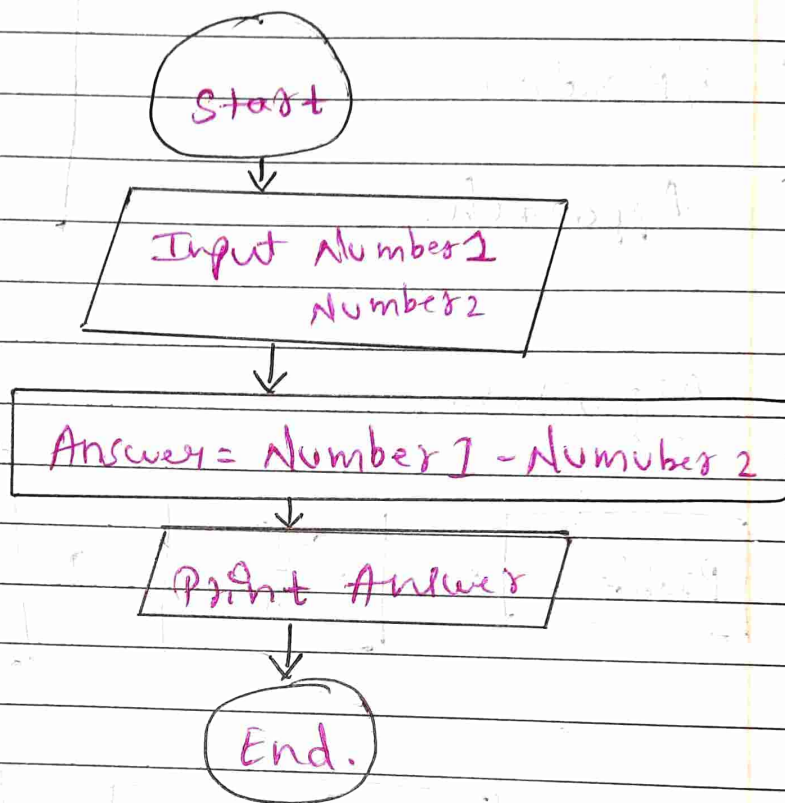 Start
Input Number1
Number2
Answer = Number1 - Numuber 2
Print Answer
End.